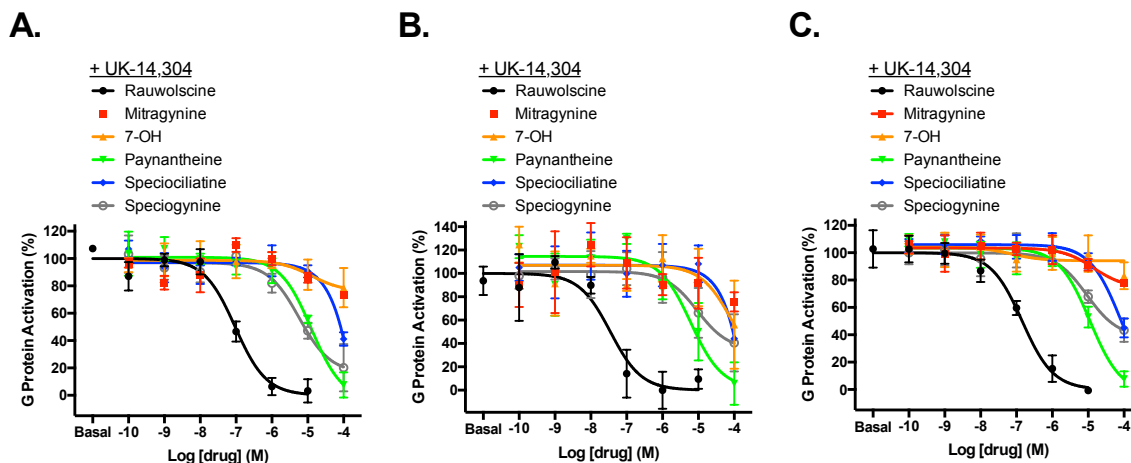 A.
+ UK-14,304
Rauwolscine
Mitragynine
7-OH
Paynantheine
Speciociliatine
Speciogynine
G Protein Activation (%)
120
100
80
60
40
20
0
Basal -10 -9 -8 -7 -6 -5 -4
Log [drug] (M)
B.
+ UK-14,304
Rauwolscine
Mitragynine
7-OH
Paynantheine
Speciociliatine
Speciogynine
G Protein Activation (%)
140
120
100
80
60
40
20
0
Basal -10 -9 -8 -7 -6 -5 -4
Log [drug] (M)
C.
+ UK-14,304
Rauwolscine
Mitragynine
7-OH
Paynantheine
Speciociliatine
Speciogynine
G Protein Activation (%)
120
100
80
60
40
20
0
Basal -10 -9 -8 -7 -6 -5 -4
Log [drug] (M)